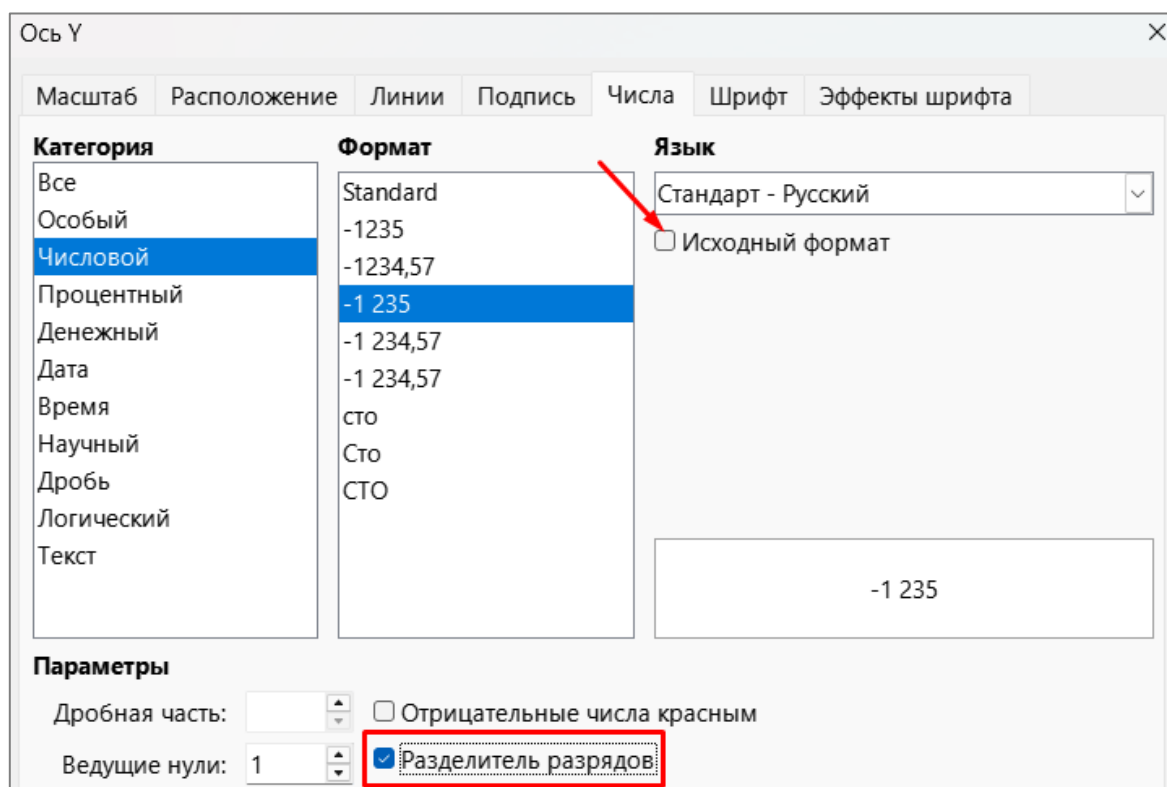 Ось Y
Масштаб Расположение Линии Подпись Числа Шрифт Эффекты шрифта
Категория
Все
Особый
Числовой
Процентный
Денежный
Дата
Время
Научный
Дробь
Логический
Текст
Формат
Standard
-1235
-1234,57
-1 235
-1 234,57
-1 234,57
сто
Сто
СТО
Язык
Стандарт - Русский
Исходный формат
-1 235
Параметры
Дробная часть:
Отрицательные числа красным
Ведущие нули: 1
Разделитель разрядов